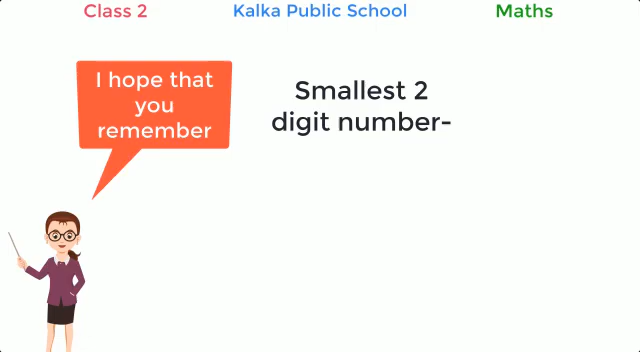 Class 2 Kalka Public School Maths
I hope that
you
remember
Smallest 2
digit number-